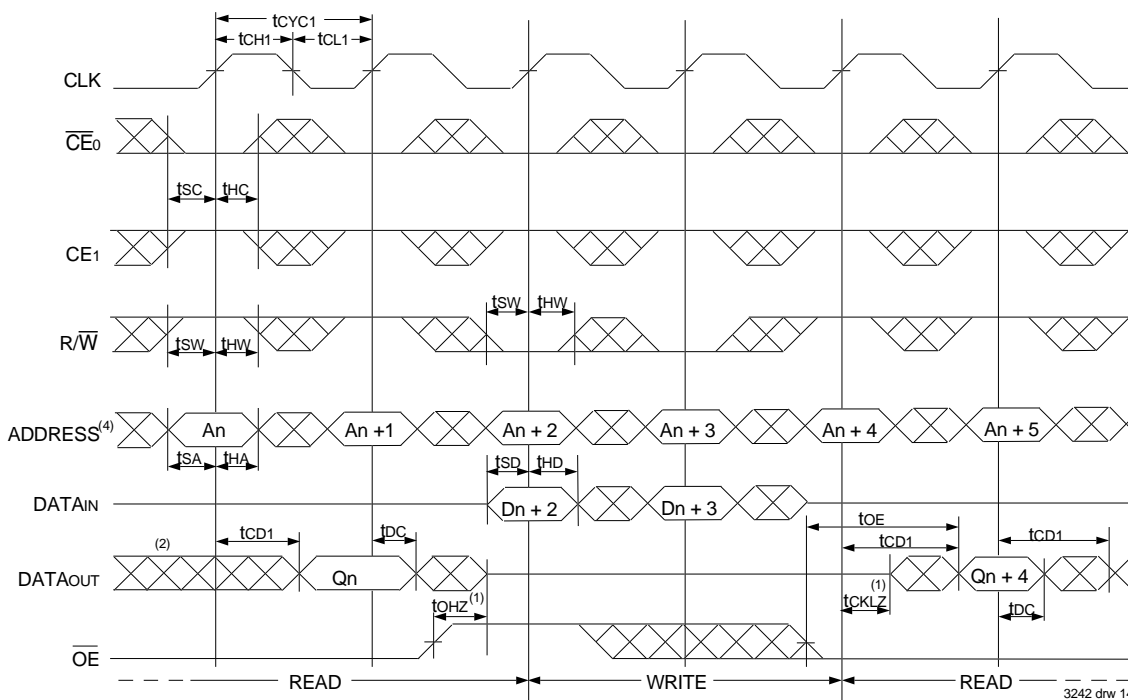 tCYC1
tCH1 tCL1
CLK
CE0
tSC tHC
CE1
tSW tHW
R/W
tSW tHW
ADDRESS(4) An An +1 An + 2 An + 3 An + 4 An + 5
tSA tHA tSD tHD
DATAIN Dn + 2 Dn + 3
tOE
tCD1 tDC tCD1 tCD1
(2)
DATAOUT Qn Qn + 4
tOHZ(1) tCKLZ(1) tDC
OE
READ WRITE READ
3242 drw 14